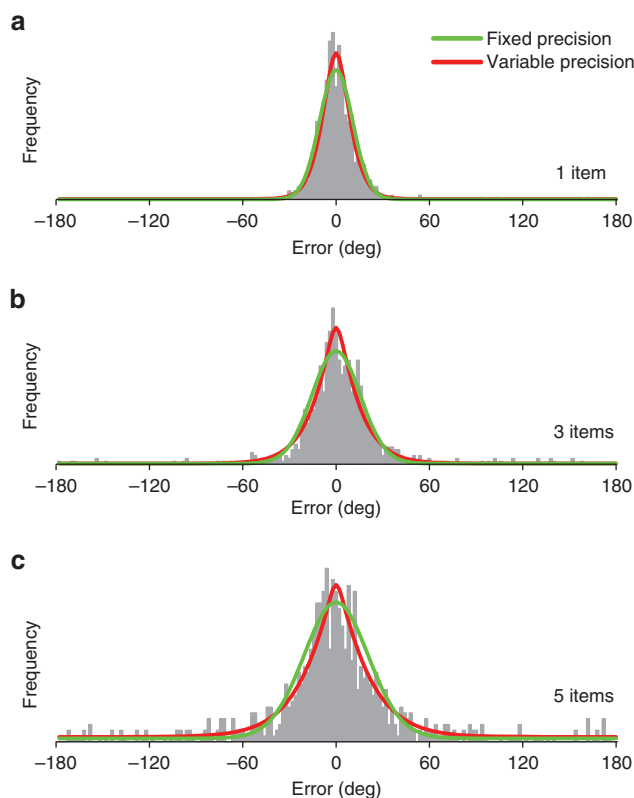 a
Fixed precision
Variable precision
Frequency
1 item
−180 −120 −60 0 60 120 180
Error (deg)
b
Frequency
3 items
−180 −120 −60 0 60 120 180
Error (deg)
c
Frequency
5 items
−180 −120 −60 0 60 120 180
Error (deg)